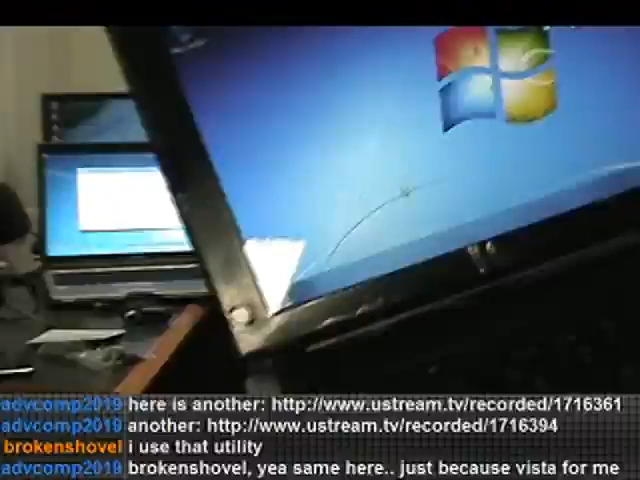 advcomp2019 here is another: http://www.ustream.tv/recorded/1716361
advcomp2019 another: http://www.ustream.tv/recorded/1716394
brokenshovel i use that utility
advcomp2019 brokenshovel, yea same here.. just because vista for me